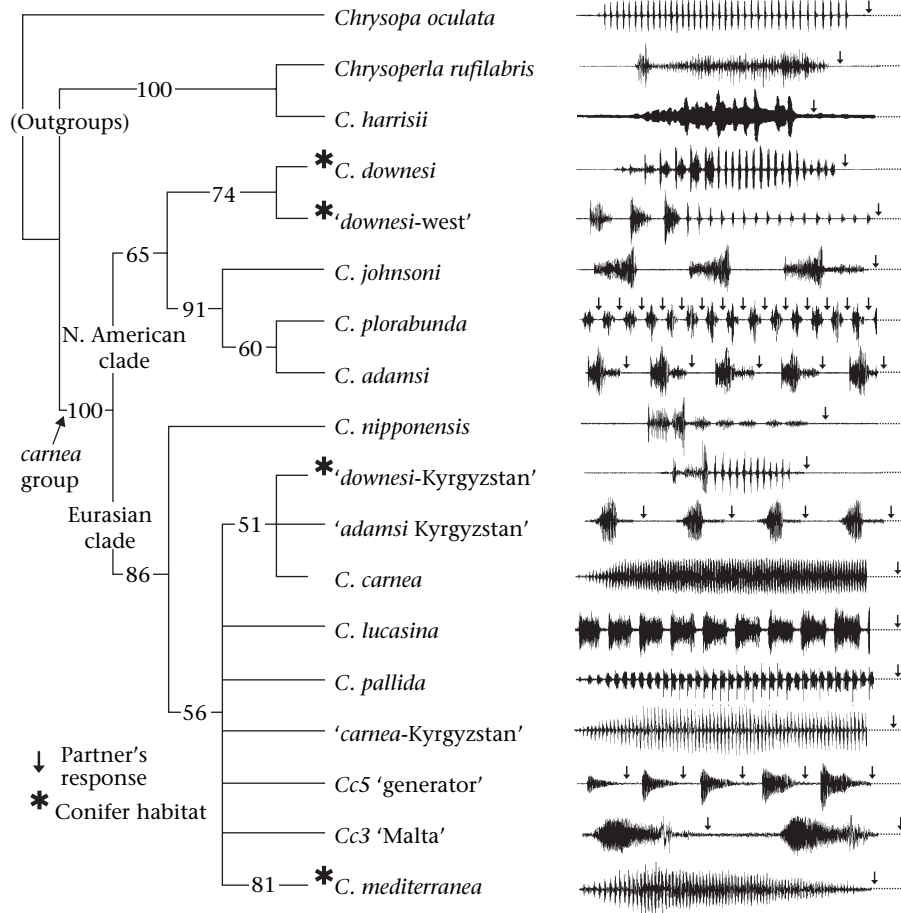 Chrysopa oculata
Chrysoperla rufilabris
100
(Outgroups)
C. harrisii
C. downesi
74
'downesi-west'
65
C. johnsoni
91
C. plorabunda
N. American
clade
60
C. adamsi
100
C. nipponensis
carnea
group
'downesi-Kyrgyzstan'
Eurasian
clade
51
'adamsi Kyrgyzstan'
86
C. carnea
C. lucasina
C. pallida
56
'carnea-Kyrgyzstan'
Partner's
response
Cc5 'generator'
Conifer habitat
Cc3 'Malta'
81
C. mediterranea